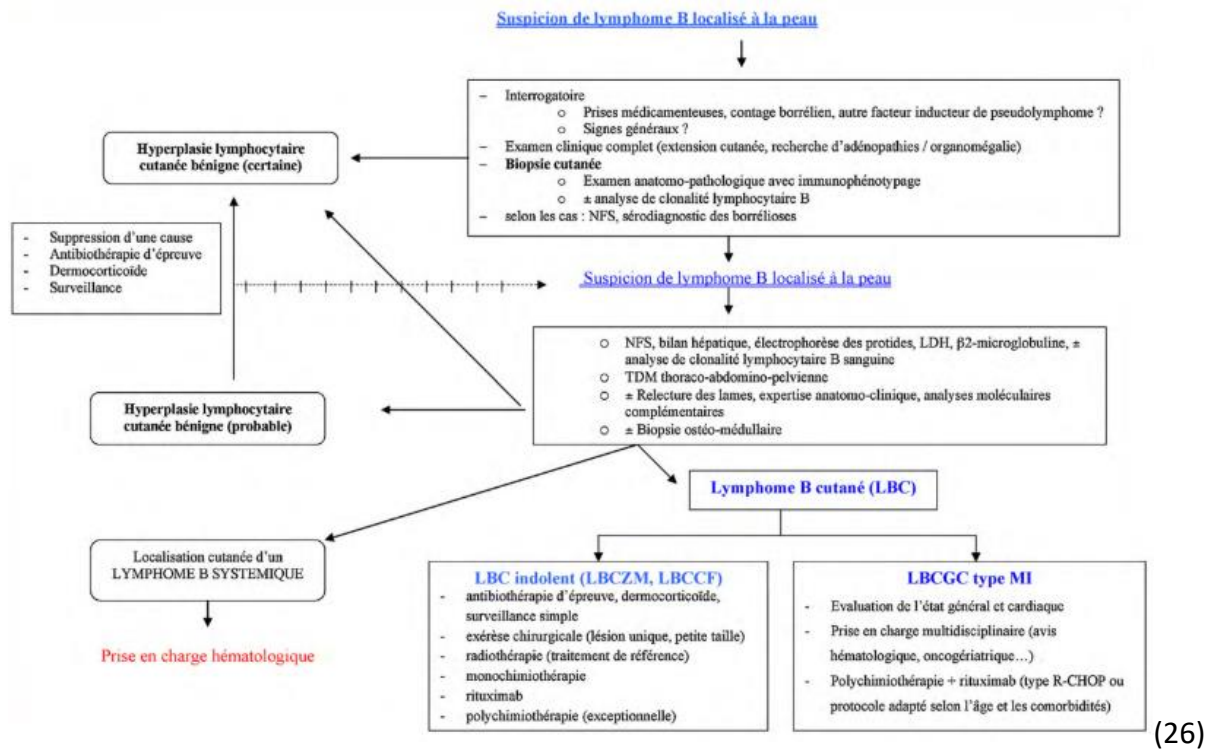 Suspicion de lymphome B localisé à la peau
– Interrogatoire
o Prises médicamenteuses, contage borrélien, autre facteur inducteur de pseudolymphome ?
o Signes généraux ?
– Examen clinique complet (extension cutanée, recherche d'adénopathies / organomégalie)
– Biopsie cutanée
o Examen anatomo-pathologique avec immunophénotypage
o ± analyse de clonalité lymphocytaire B
– selon les cas : NFS, sérodiagnostic des borrélioses
Hyperplasie lymphocytaire
cutanée bénigne (certaine)
- Suppression d'une cause
- Antibiothérapie d'épreuve
- Dermocorticoïde
- Surveillance
Suspicion de lymphome B localisé à la peau
o NFS, bilan hépatique, électrophorèse des protides, LDH, β2-microglobuline, ±
analyse de clonalité lymphocytaire B sanguine
o TDM thoraco-abdomino-pelvienne
o ± Relecture des lames, expertise anatomo-clinique, analyses moléculaires
complémentaires
o ± Biopsie ostéo-médullaire
Hyperplasie lymphocytaire
cutanée bénigne (probable)
Lymphome B cutané (LBC)
Localisation cutanée d'un
LYMPHOME B SYSTEMIQUE
Prise en charge hématologique
LBC indolent (LBCZM, LBCCF)
- antibiothérapie d'épreuve, dermocorticoïde,
surveillance simple
- exérèse chirurgicale (lésion unique, petite taille)
- radiothérapie (traitement de référence)
- monochimiothérapie
- rituximab
- polychimiothérapie (exceptionnelle)
LBCGC type MI
- Evaluation de l'état général et cardiaque
- Prise en charge multidisciplinaire (avis
hématologique, oncogériatrique…)
- Polychimiothérapie + rituximab (type R-CHOP ou
protocole adapté selon l'âge et les comorbidités)
(26)